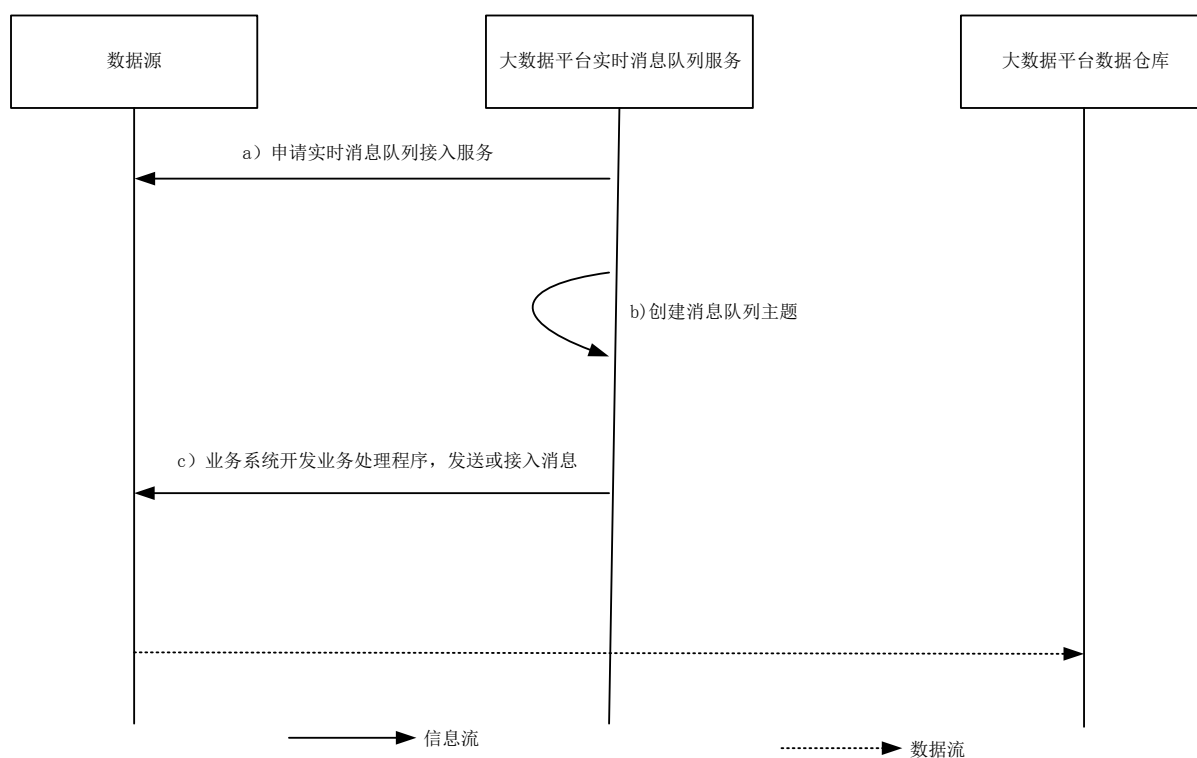 数据源
大数据平台实时消息队列服务
大数据平台数据仓库
a）申请实时消息队列接入服务
b)创建消息队列主题
c）业务系统开发业务处理程序，发送或接入消息
信息流
数据流